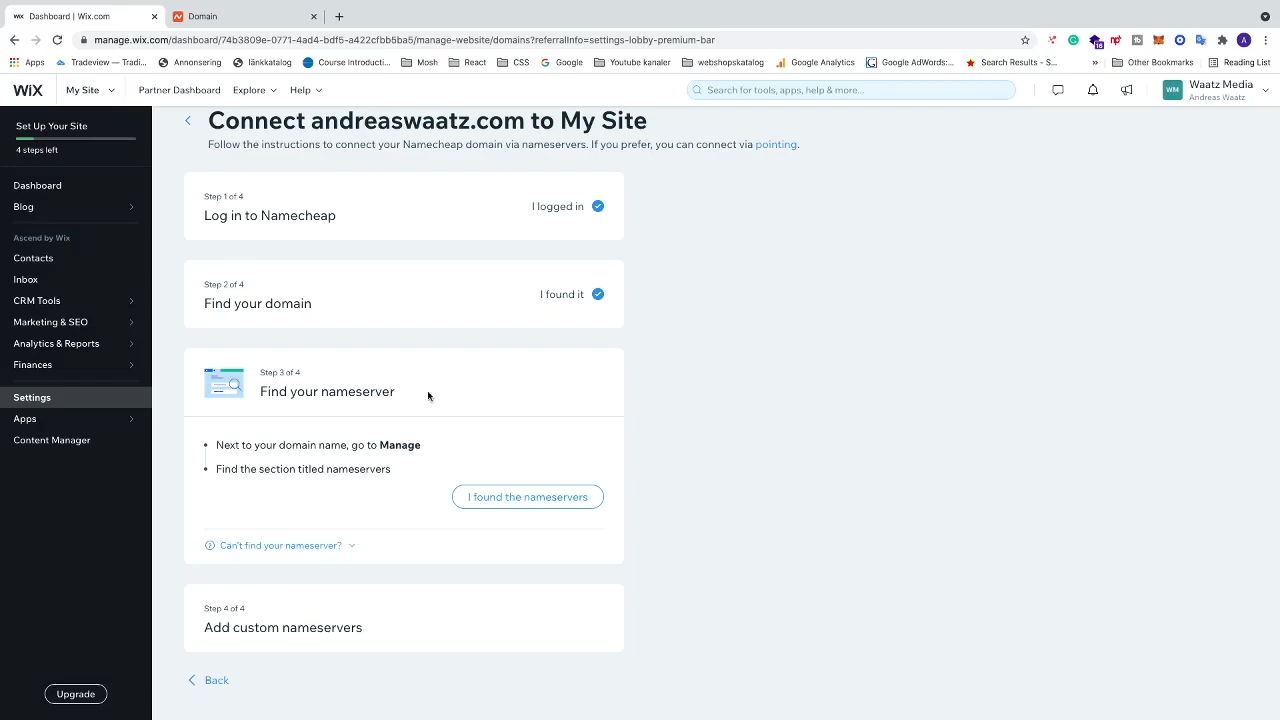 WiX Dashboard | Wix.com
Domain
manage.wix.com/dashboard/74b3809e-0771-4ad4-bdf5-a422cfbb5ba5/manage-website/domains?referralInfo=settings-lobby-premium-bar
18
Apps Tradeview — Tradi... Annonsering länkkatalog Course Introducti... Mosh React CSS Google Youtube kanaler webshopskatalog Google Analytics Google AdWords:... Search Results - S... » Other Bookmarks Reading List
WiX My Site Partner Dashboard Explore Help Search for tools, apps, help & more...
WM Waatz Media
Andreas Waatz
Set Up Your Site
4 steps left
Dashboard
Blog
Ascend by Wix
Contacts
Inbox
CRM Tools
Marketing & SEO
Analytics & Reports
Finances
Settings
Apps
Content Manager
Upgrade
Connect andreaswaatz.com to My Site
Follow the instructions to connect your Namecheap domain via nameservers. If you prefer, you can connect via pointing.
Step 1 of 4
Log in to Namecheap
I logged in
Step 2 of 4
Find your domain
I found it
Step 3 of 4
Find your nameserver
Next to your domain name, go to Manage
Find the section titled nameservers
I found the nameservers
Can't find your nameserver?
Step 4 of 4
Add custom nameservers
Back